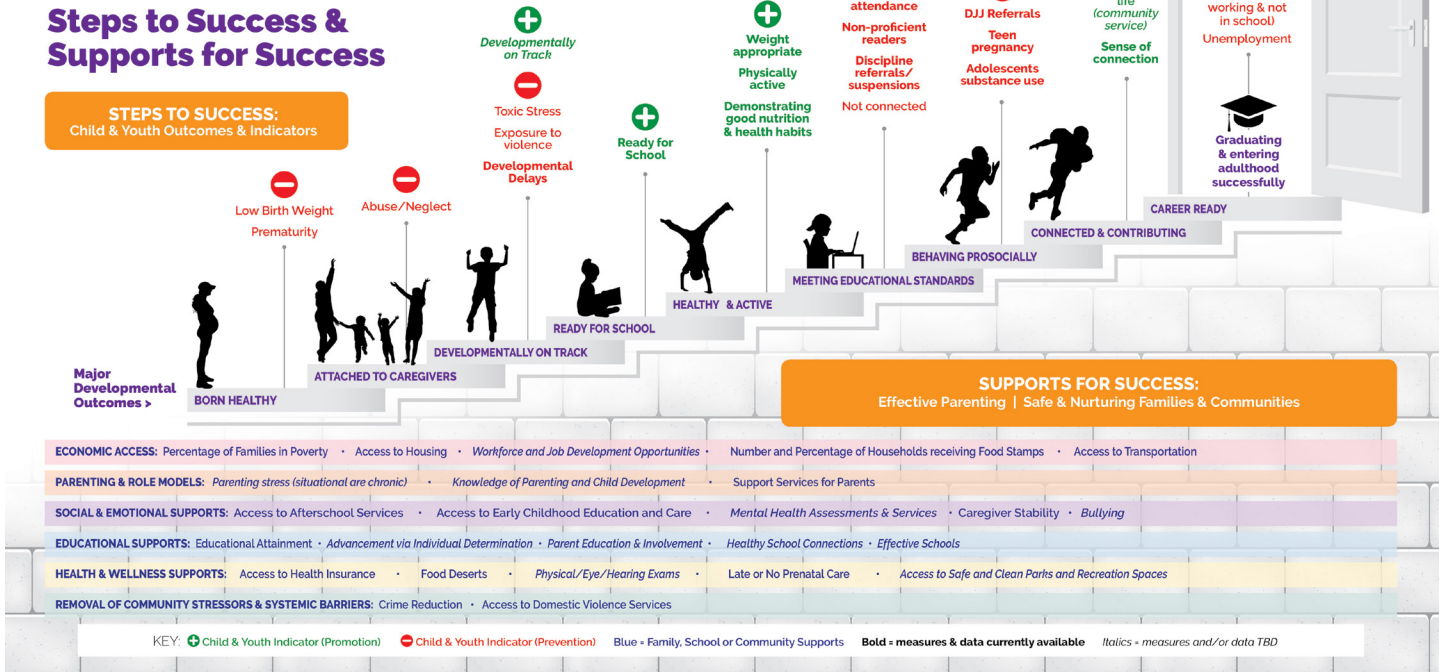 Steps to Success &
Supports for Success
STEPS TO SUCCESS:
Child & Youth Outcomes & Indicators
Low Birth Weight
Prematurity
Abuse/Neglect
Developmentally
on Track
Toxic Stress
Exposure to
violence
Developmental
Delays
Ready for
School
Weight
appropriate
Physically
active
Demonstrating
good nutrition
& health habits
attendance
Non-proficient
readers
Discipline
referrals/
suspensions
Not connected
DJJ Referrals
Teen
pregnancy
Adolescents
substance use
life
(community
service)
Sense of
connection
working & not
in school)
Unemployment
Graduating
& entering
adulthood
successfully
CAREER READY
CONNECTED & CONTRIBUTING
BEHAVING PROSOCIALLY
MEETING EDUCATIONAL STANDARDS
HEALTHY & ACTIVE
READY FOR SCHOOL
DEVELOPMENTALLY ON TRACK
ATTACHED TO CAREGIVERS
BORN HEALTHY
Major
Developmental
Outcomes >
SUPPORTS FOR SUCCESS:
Effective Parenting | Safe & Nurturing Families & Communities
ECONOMIC ACCESS: Percentage of Families in Poverty • Access to Housing • Workforce and Job Development Opportunities • Number and Percentage of Households receiving Food Stamps • Access to Transportation
PARENTING & ROLE MODELS: Parenting stress (situational are chronic) • Knowledge of Parenting and Child Development • Support Services for Parents
SOCIAL & EMOTIONAL SUPPORTS: Access to Afterschool Services • Access to Early Childhood Education and Care • Mental Health Assessments & Services • Caregiver Stability • Bullying
EDUCATIONAL SUPPORTS: Educational Attainment • Advancement via Individual Determination • Parent Education & Involvement • Healthy School Connections • Effective Schools
HEALTH & WELLNESS SUPPORTS: Access to Health Insurance • Food Deserts • Physical/Eye/Hearing Exams • Late or No Prenatal Care • Access to Safe and Clean Parks and Recreation Spaces
REMOVAL OF COMMUNITY STRESSORS & SYSTEMIC BARRIERS: Crime Reduction • Access to Domestic Violence Services
KEY: Child & Youth Indicator (Promotion) Child & Youth Indicator (Prevention) Blue = Family, School or Community Supports Bold = measures & data currently available Italics = measures and/or data TBD